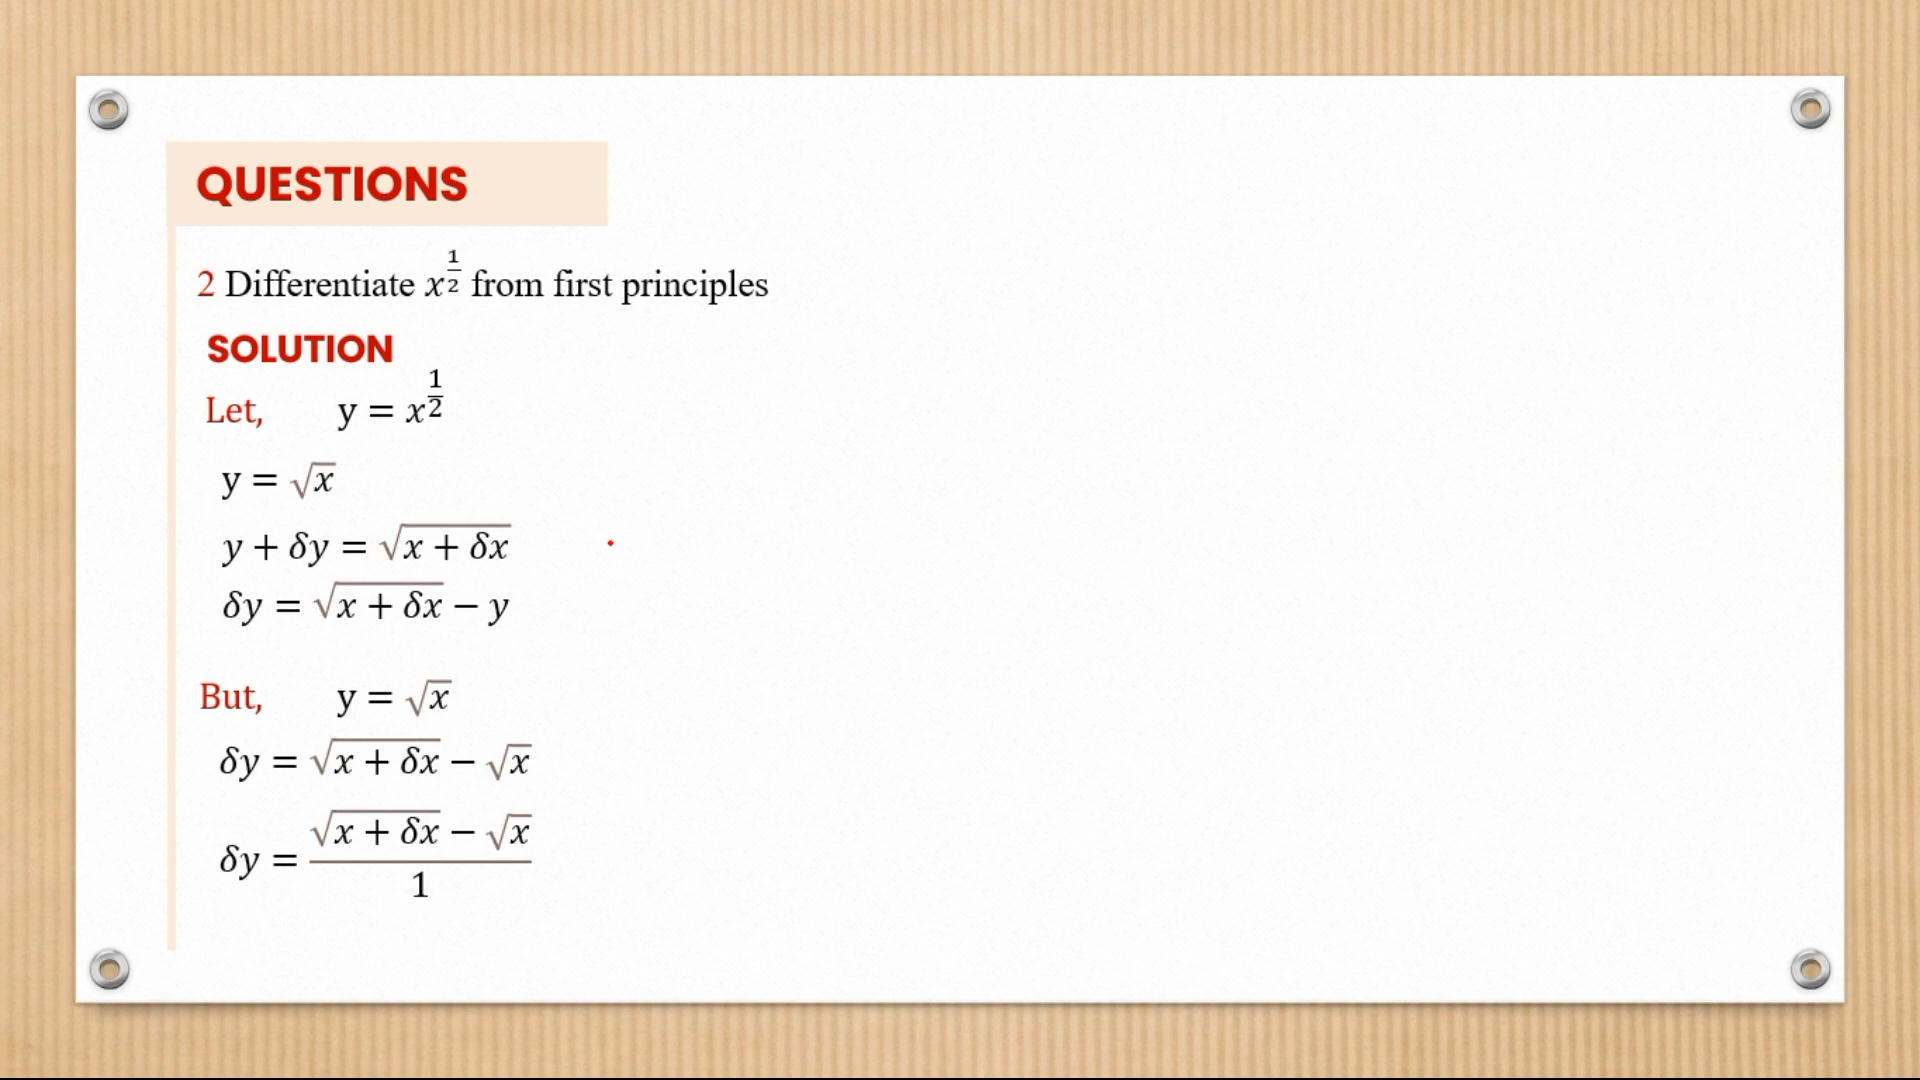 QUESTIONS
2 Differentiate x^(1/2) from first principles
SOLUTION
Let, y = x^(1/2)
y = √x
y + δy = √(x + δx)
δy = √(x + δx) − y
But, y = √x
δy = √(x + δx) − √x
δy = (√(x + δx) − √x)/1